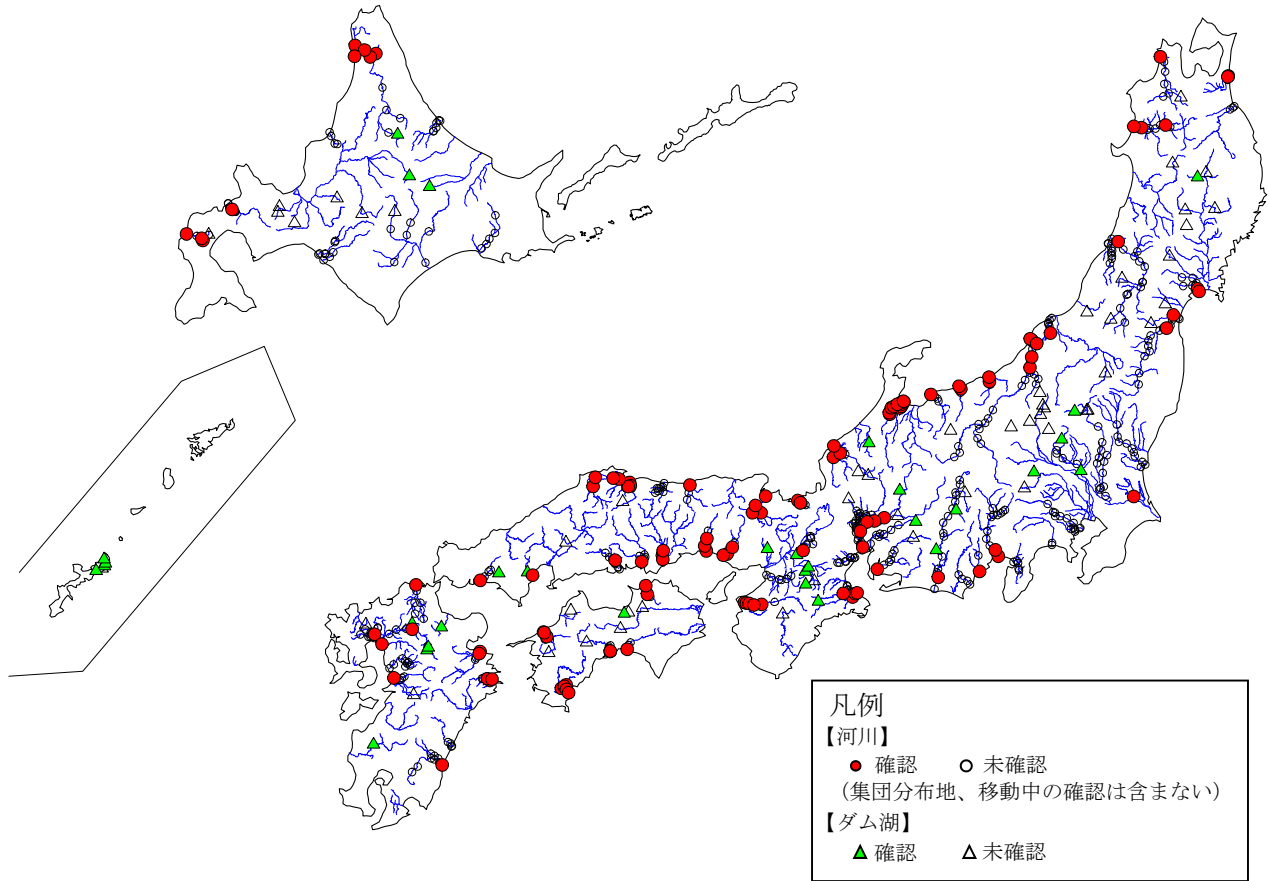 凡例
【河川】
確認 未確認
(集団分布地、移動中の確認は含まない)
【ダム湖】
確認 未確認